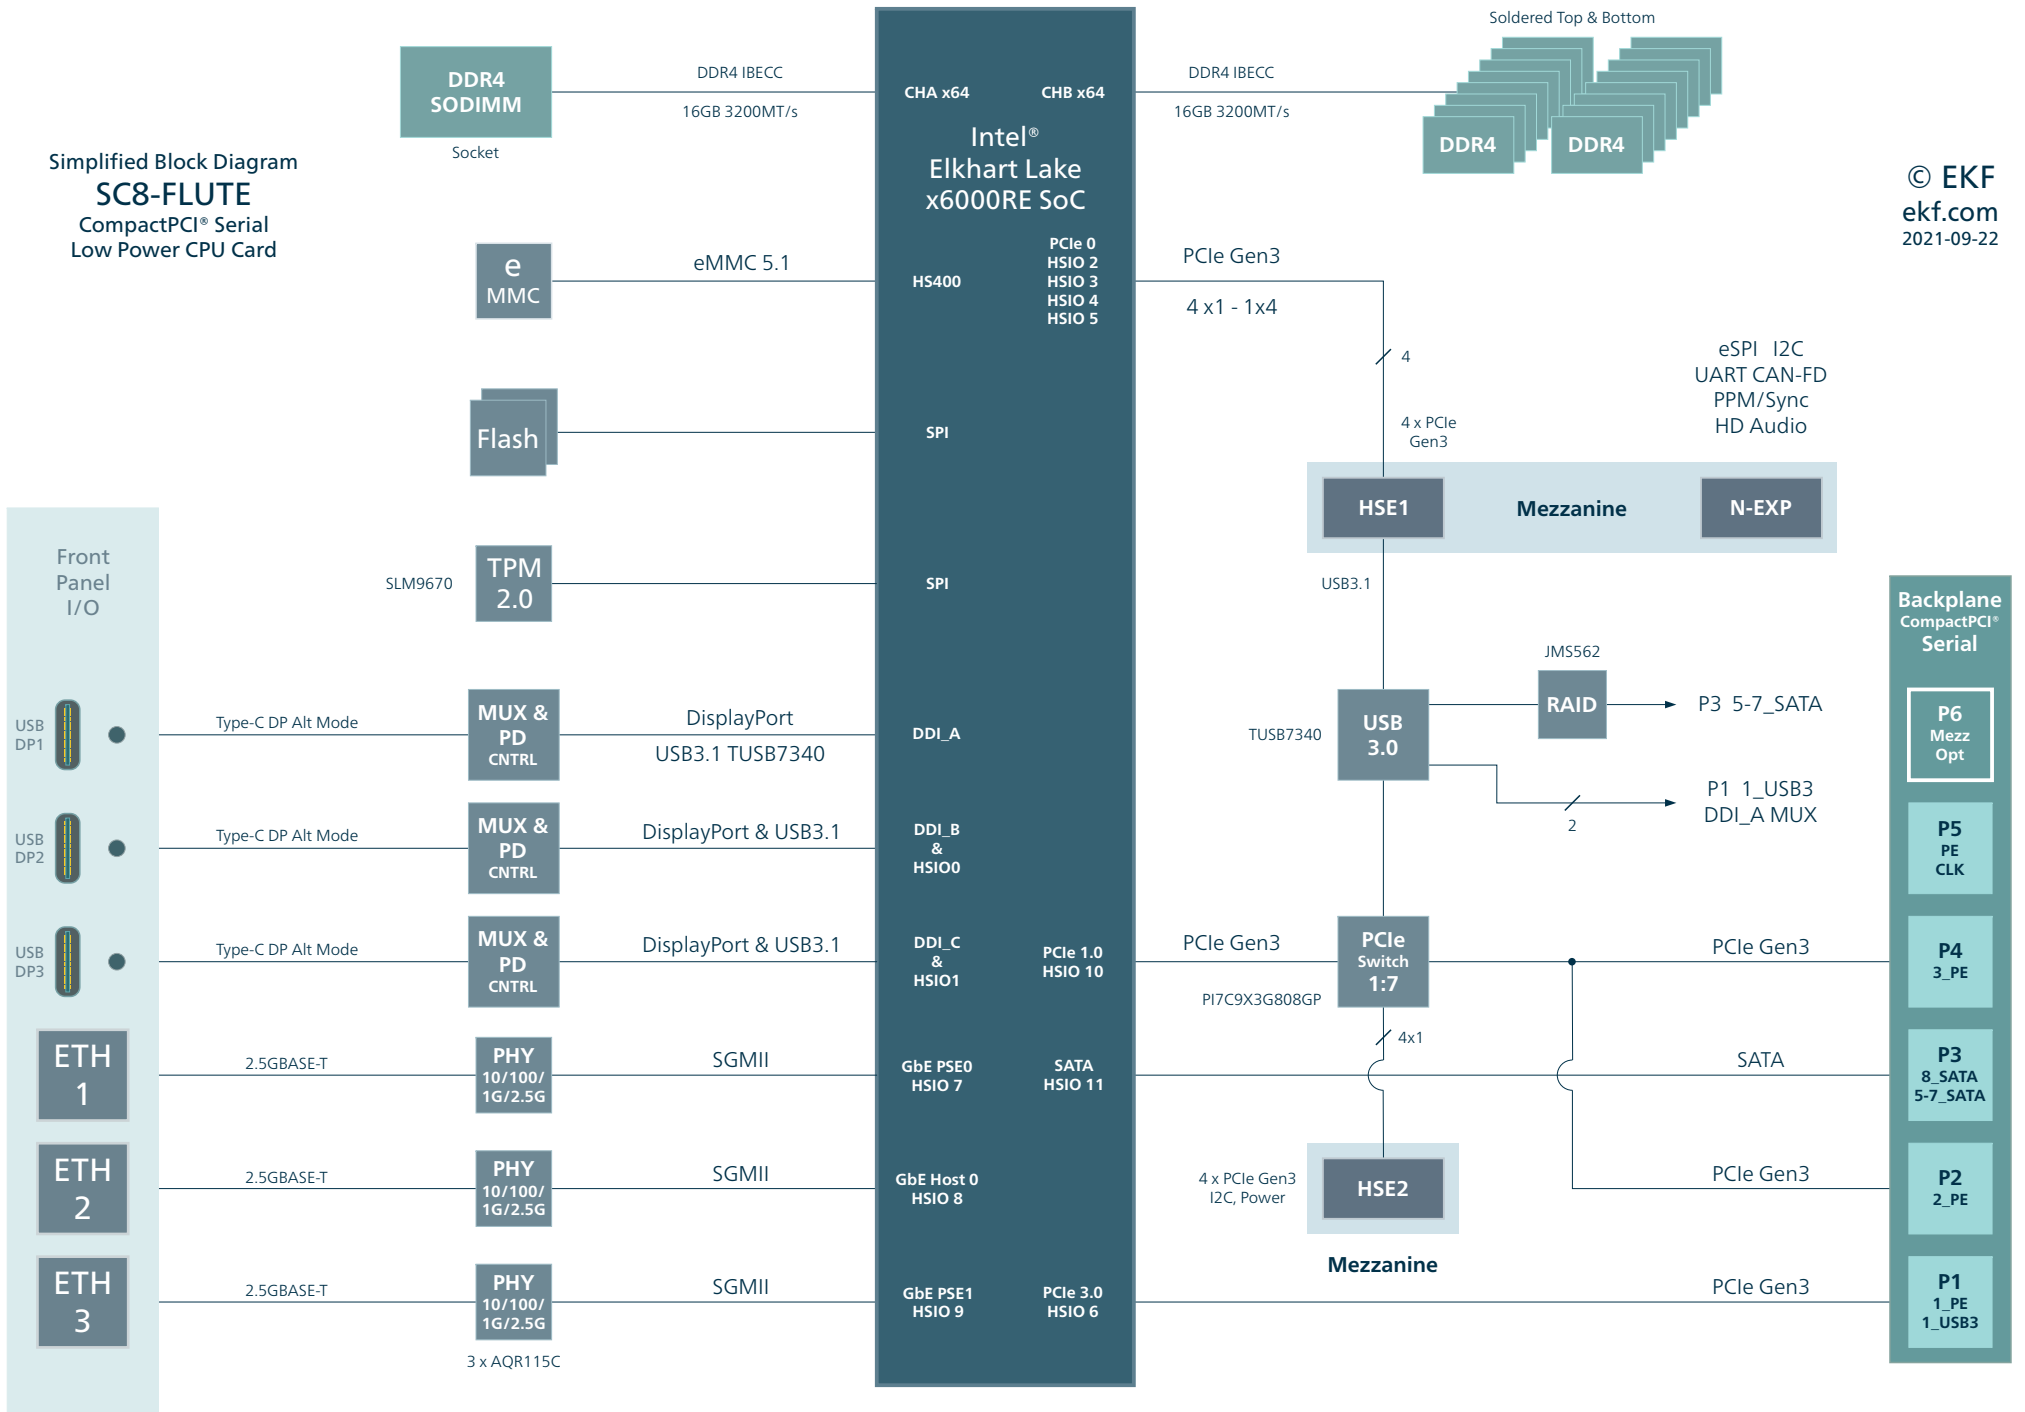 Soldered Top & Bottom
DDR4
SODIMM
Socket
DDR4 IBECC
16GB 3200MT/s
CHA x64
CHB x64
DDR4 IBECC
16GB 3200MT/s
DDR4
DDR4
Intel®
Elkhart Lake
x6000RE SoC
Simplified Block Diagram
SC8-FLUTE
CompactPCI® Serial
Low Power CPU Card
© EKF
ekf.com
2021-09-22
e
MMC
eMMC 5.1
HS400
PCIe 0
HSIO 2
HSIO 3
HSIO 4
HSIO 5
PCIe Gen3
4 x1 - 1x4
4
4 x PCIe
Gen3
eSPI I2C
UART CAN-FD
PPM/Sync
HD Audio
Flash
SPI
HSE1
Mezzanine
N-EXP
Front
Panel
I/O
SLM9670
TPM
2.0
SPI
USB3.1
Backplane
CompactPCI®
Serial
USB
DP1
Type-C DP Alt Mode
MUX &
PD
CNTRL
DisplayPort
USB3.1 TUSB7340
DDI_A
TUSB7340
USB
3.0
JMS562
RAID
P3 5-7_SATA
P1 1_USB3
DDI_A MUX
2
P6
Mezz
Opt
USB
DP2
Type-C DP Alt Mode
MUX &
PD
CNTRL
DisplayPort & USB3.1
DDI_B
&
HSIO0
P5
PE
CLK
USB
DP3
Type-C DP Alt Mode
MUX &
PD
CNTRL
DisplayPort & USB3.1
DDI_C
&
HSIO1
PCIe 1.0
HSIO 10
PCIe Gen3
PCIe
Switch
1:7
PI7C9X3G808GP
4x1
PCIe Gen3
P4
3_PE
ETH
1
2.5GBASE-T
PHY
10/100/
1G/2.5G
SGMII
GbE PSE0
HSIO 7
SATA
HSIO 11
SATA
P3
8_SATA
5-7_SATA
ETH
2
2.5GBASE-T
PHY
10/100/
1G/2.5G
SGMII
GbE Host 0
HSIO 8
4 x PCIe Gen3
I2C, Power
HSE2
Mezzanine
PCIe Gen3
P2
2_PE
ETH
3
2.5GBASE-T
PHY
10/100/
1G/2.5G
3 x AQR115C
SGMII
GbE PSE1
HSIO 9
PCIe 3.0
HSIO 6
PCIe Gen3
P1
1_PE
1_USB3